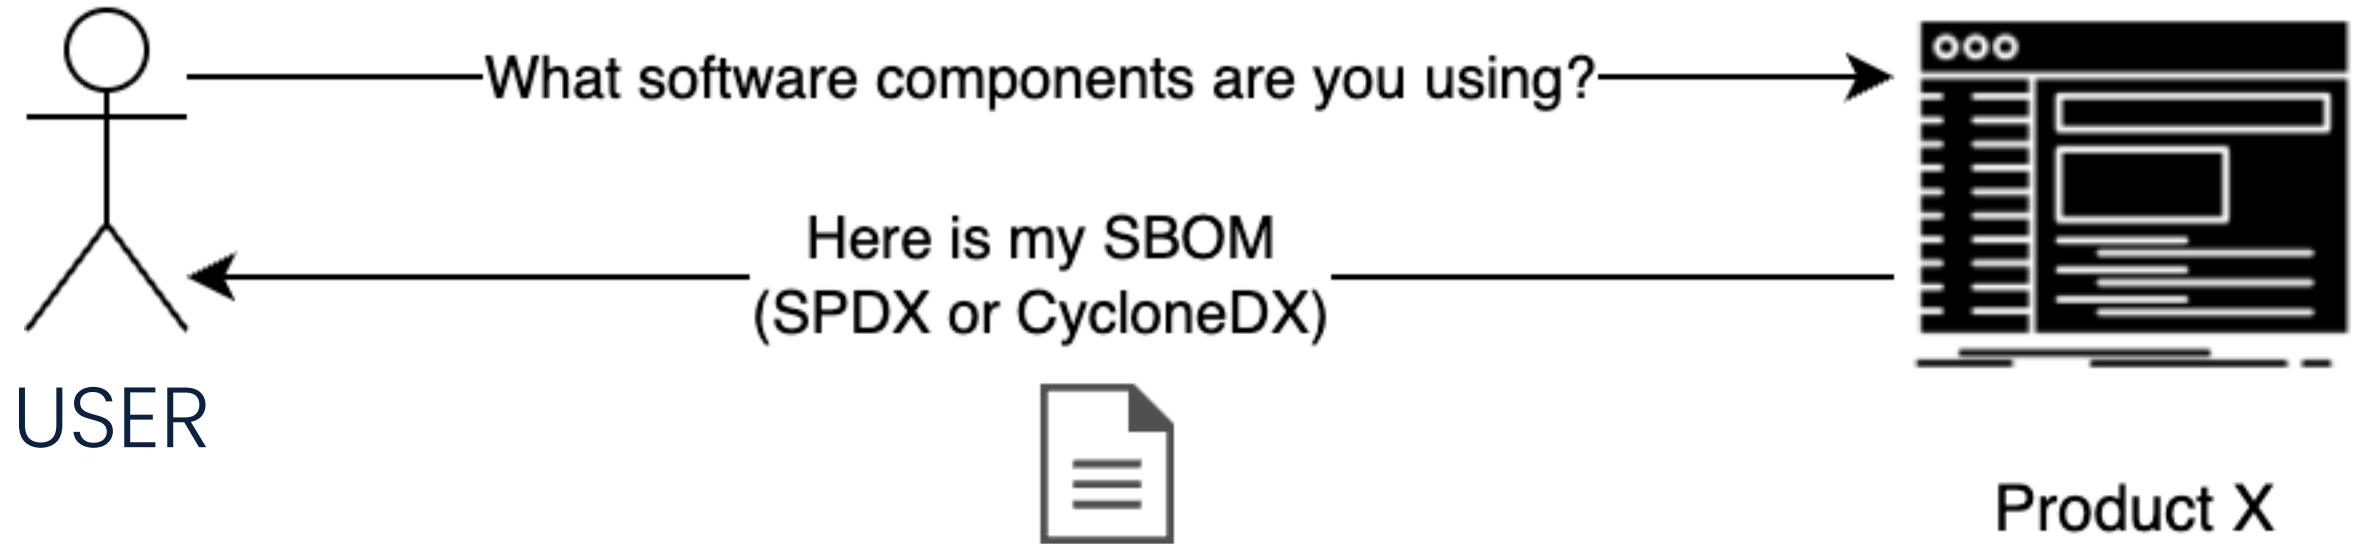 What software components are you using?
Here is my SBOM
(SPDX or CycloneDX)
USER
Product X